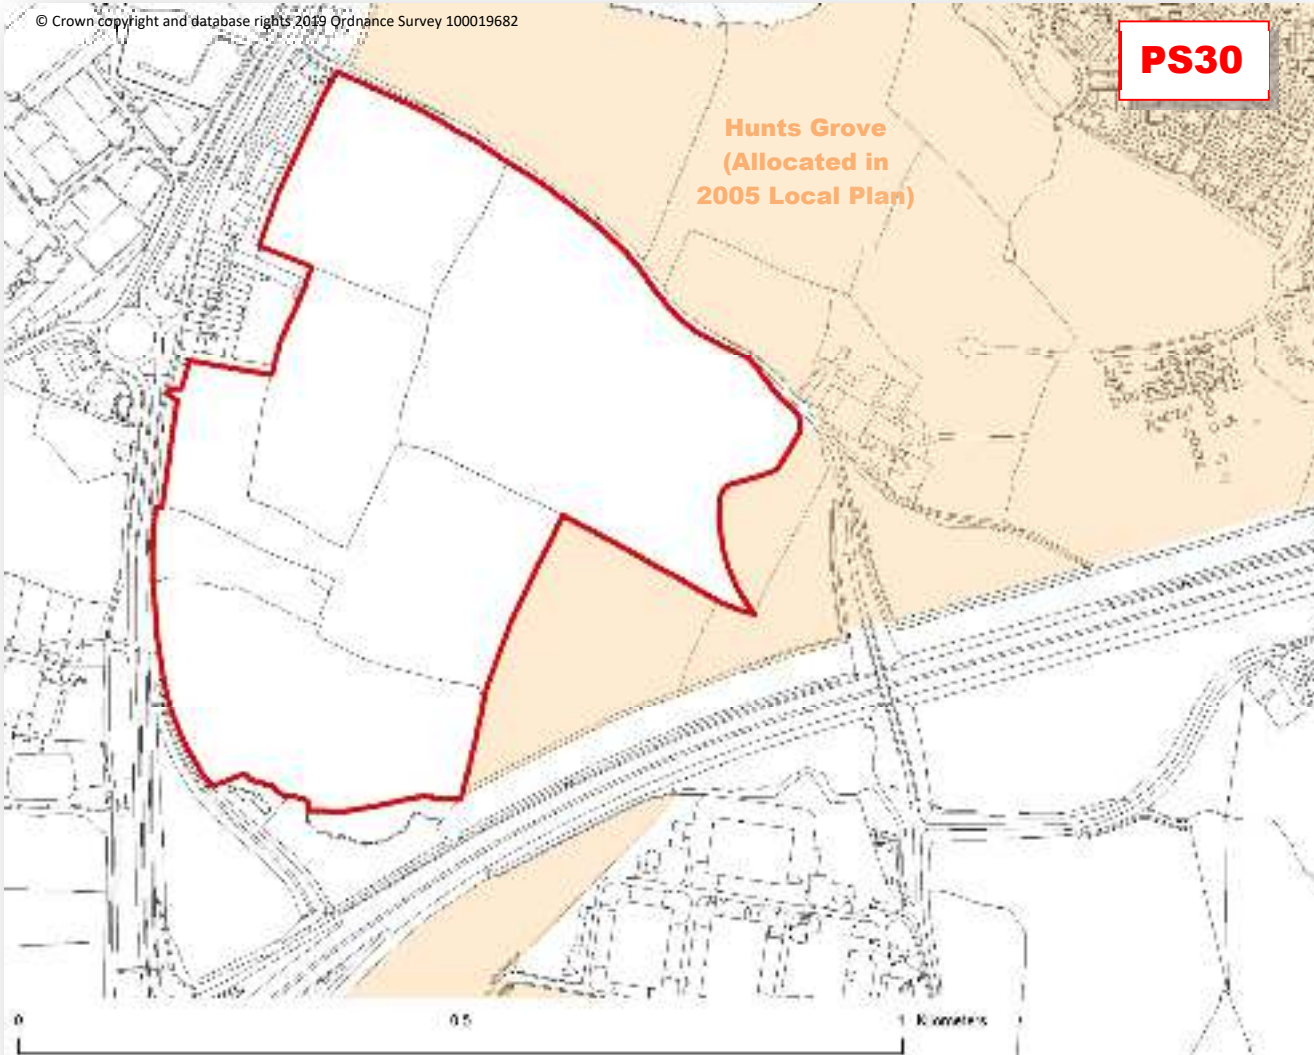 © Crown copyright and database rights 2019 Ordnance Survey 100019682
PS30
Hunts Grove
(Allocated in
2005 Local Plan)
0
0.5
1 Kilometers